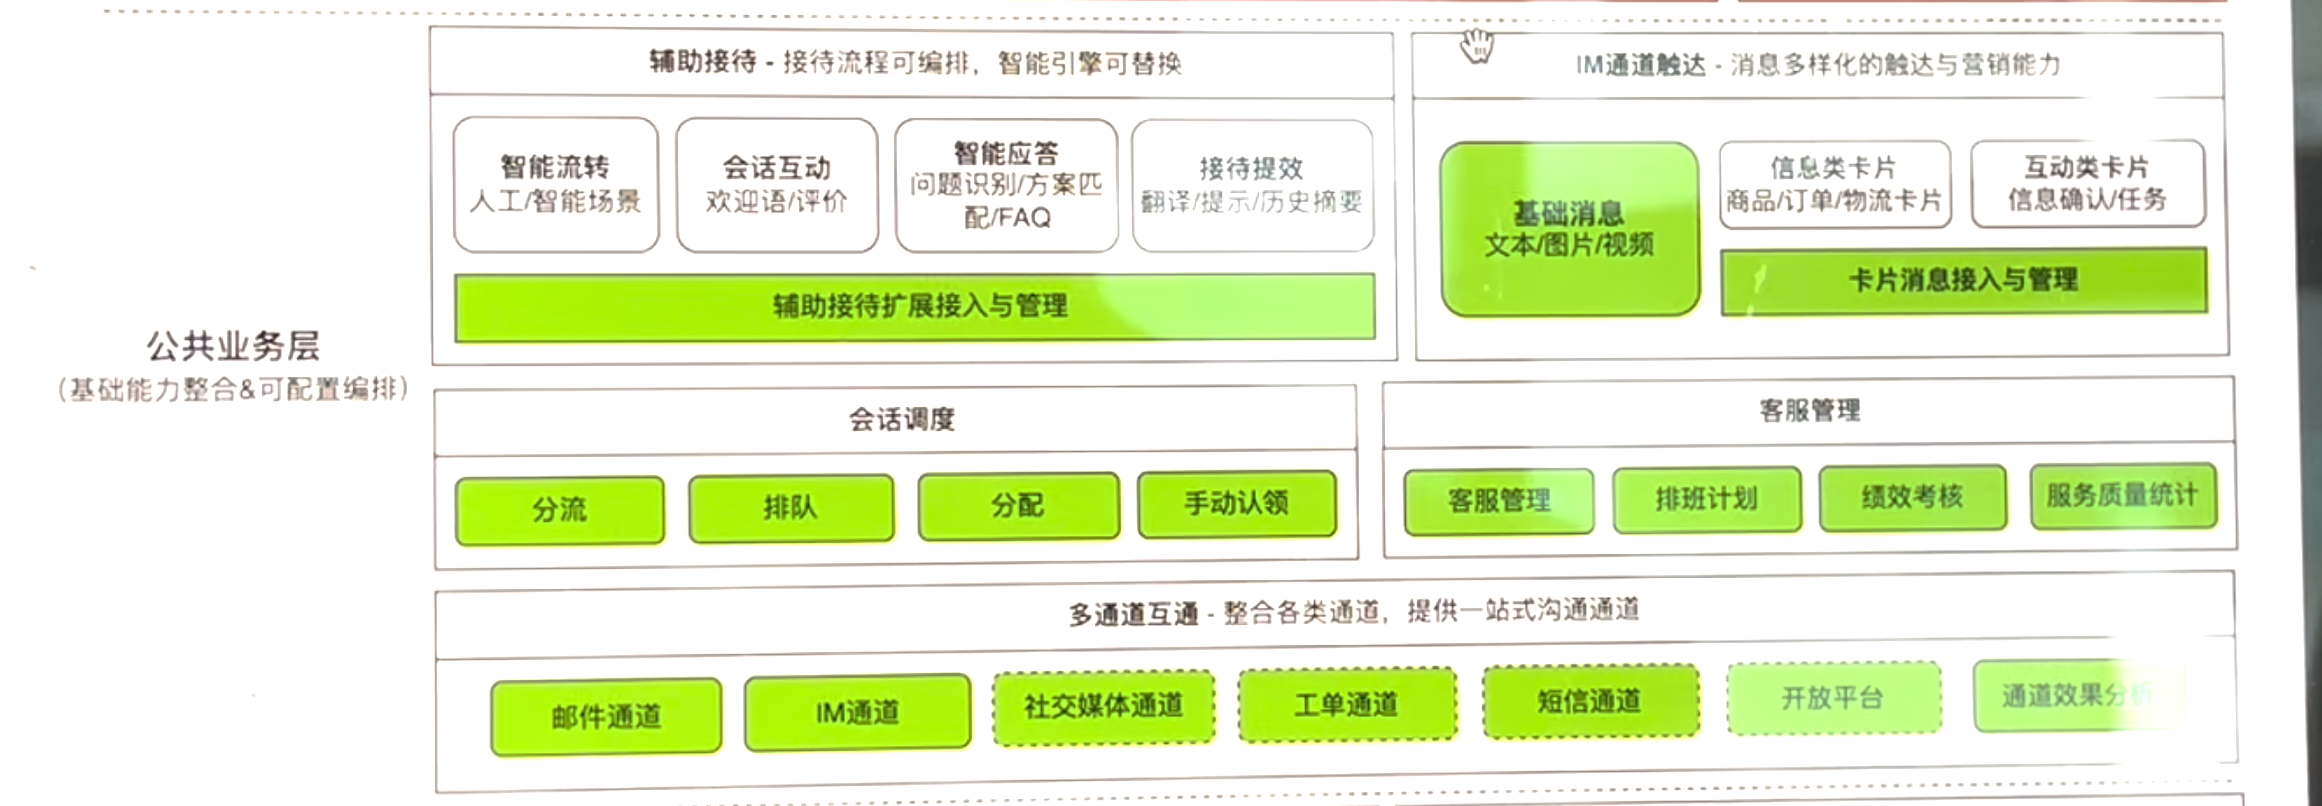 辅助接待 - 接待流程可编排，智能引擎可替换
IM通道触达 - 消息多样化的触达与营销能力
智能流转
人工/智能场景
会话互动
欢迎语/评价
智能应答
问题识别/方案匹
配/FAQ
接待提效
翻译/提示/历史摘要
基础消息
文本/图片/视频
信息类卡片
商品/订单/物流卡片
互动类卡片
信息确认/任务
辅助接待扩展接入与管理
卡片消息接入与管理
公共业务层
（基础能力整合&可配置编排）
会话调度
客服管理
分流
排队
分配
手动认领
客服管理
排班计划
绩效考核
服务质量统计
多通道互通 - 整合各类通道，提供一站式沟通通道
邮件通道
IM通道
社交媒体通道
工单通道
短信通道
开放平台
通道效果分析